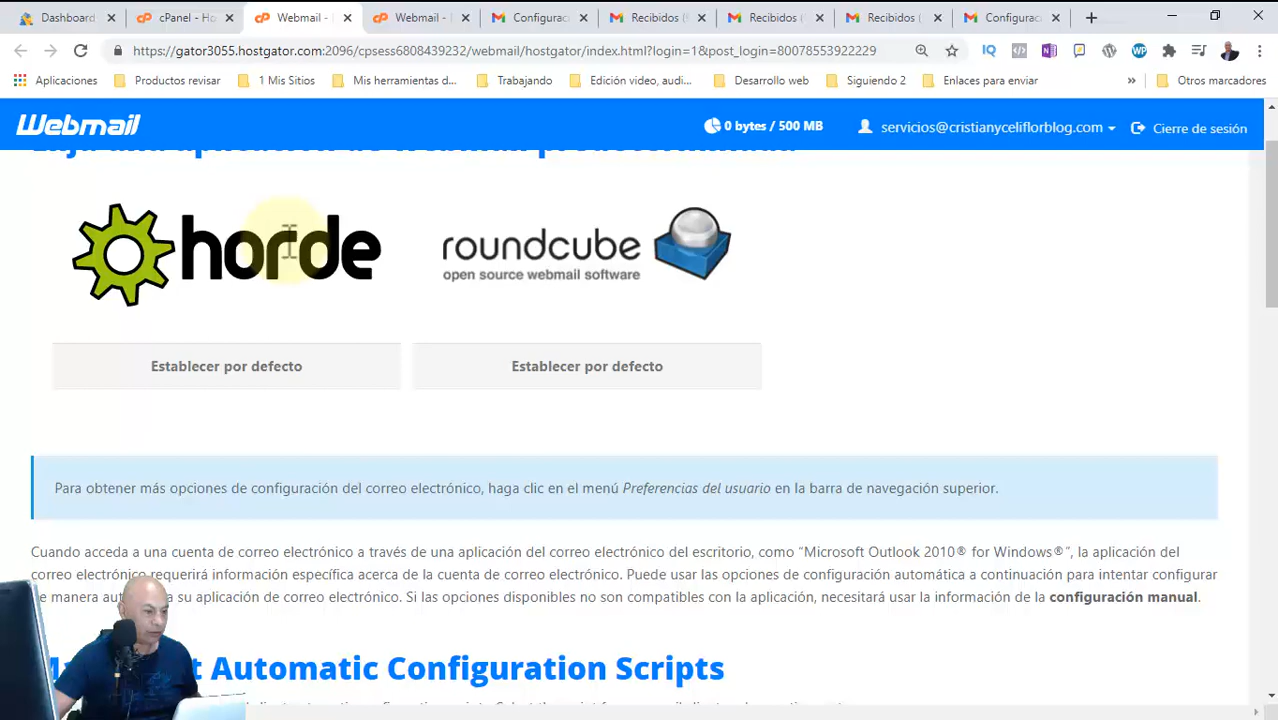 Dashboard
cPanel - Ho
Webmail -
Webmail -
Configurac
Recibidos (
Recibidos (
Recibidos (
Configurac
https://gator3055.hostgator.com:2096/cpsess6808439232/webmail/hostgator/index.html?login=1&post_login=80078553922229
Aplicaciones
Productos revisar
1 Mis Sitios
Mis herramientas d...
Trabajando
Edición video, audi...
Desarrollo web
Siguiendo 2
Enlaces para enviar
»
Otros marcadores
Webmail
0 bytes / 500 MB
servicios@cristianyceliflorblog.com
Cierre de sesión
horde
roundcube
open source webmail software
Establecer por defecto
Establecer por defecto
Para obtener más opciones de configuración del correo electrónico, haga clic en el menú Preferencias del usuario en la barra de navegación superior.
Cuando acceda a una cuenta de correo electrónico a través de una aplicación del correo electrónico del escritorio, como “Microsoft Outlook 2010® for Windows®”, la aplicación del
correo electrónico requerirá información específica acerca de la cuenta de correo electrónico. Puede usar las opciones de configuración automática a continuación para intentar configurar
de manera su aplicación de correo electrónico. Si las opciones disponibles no son compatibles con la aplicación, necesitará usar la información de la configuración manual.
Automatic Configuration Scripts